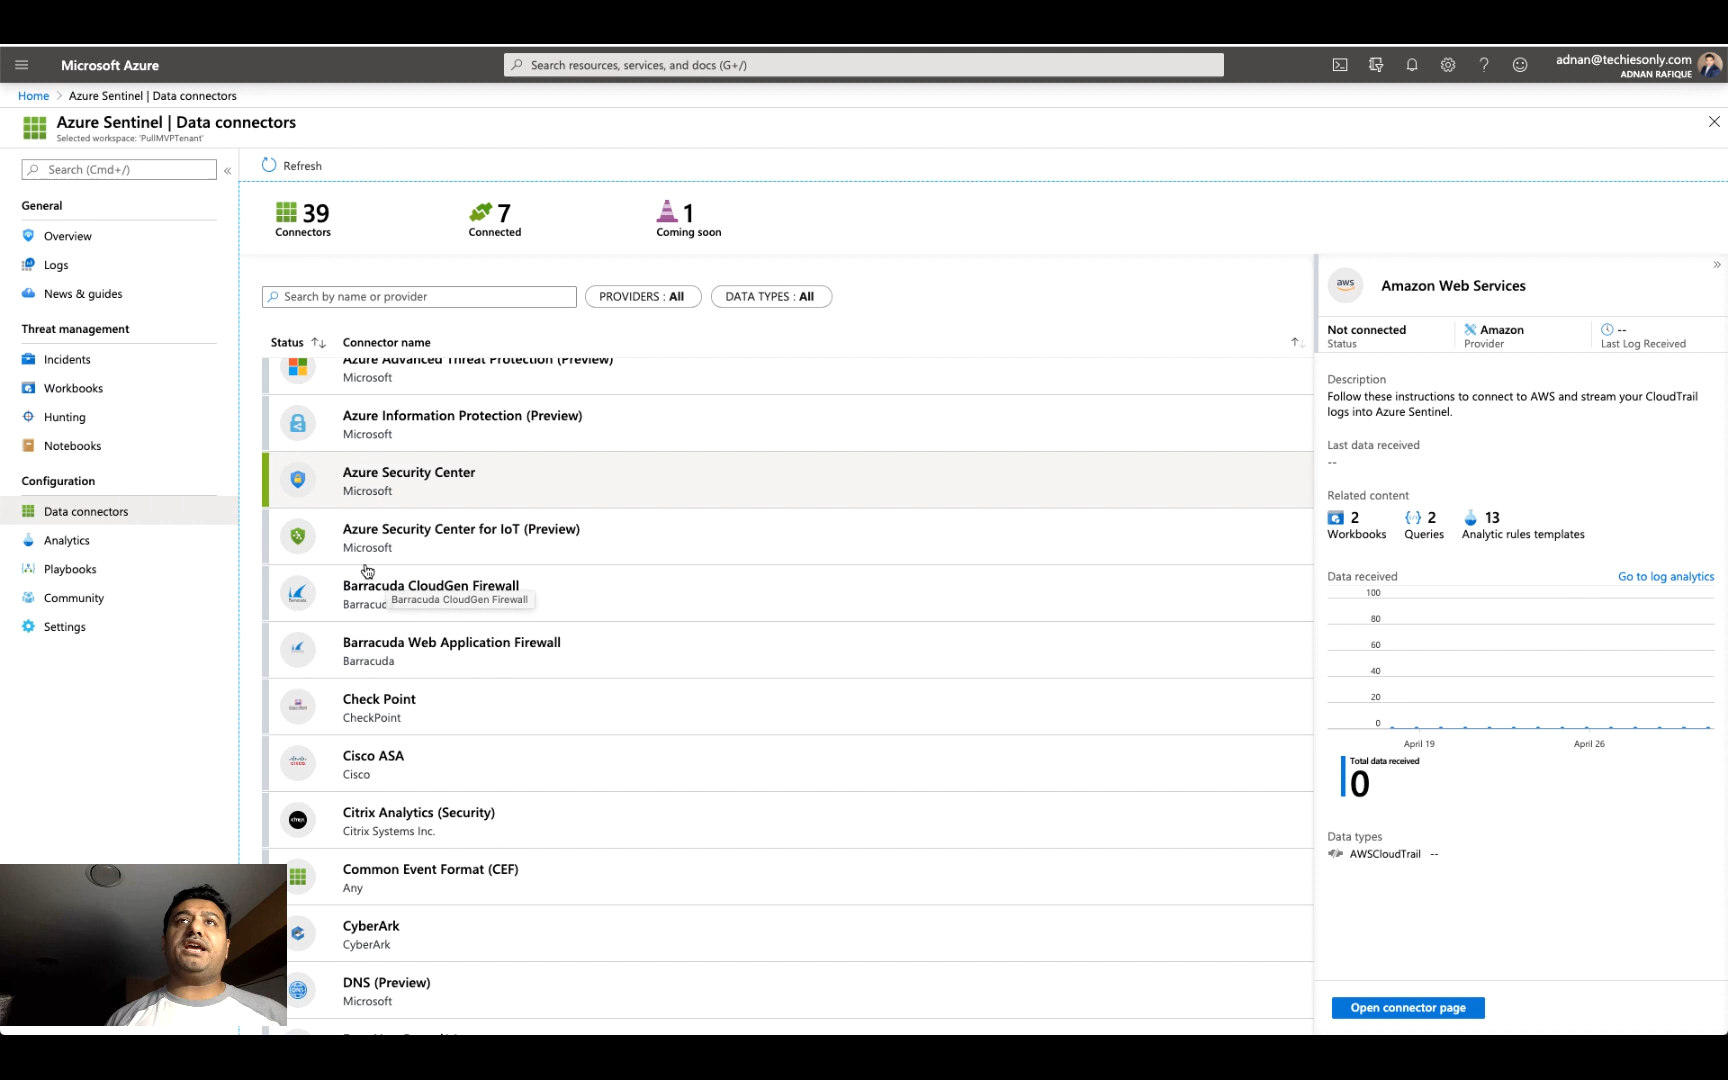 Microsoft Azure
Search resources, services, and docs (G+/)
adnan@techiesonly.com
ADNAN RAFIQUE
Home > Azure Sentinel | Data connectors
Azure Sentinel | Data connectors
Selected workspace: 'PullMVPTenant'
Search (Cmd+/)
«
General
Overview
Logs
News & guides
Threat management
Incidents
Workbooks
Hunting
Notebooks
Configuration
Data connectors
Analytics
Playbooks
Community
Settings
Refresh
39
Connectors
7
Connected
1
Coming soon
Search by name or provider
PROVIDERS : All
DATA TYPES : All
Status
Connector name
Azure Advanced Threat Protection (Preview)
Microsoft
Azure Information Protection (Preview)
Microsoft
Azure Security Center
Microsoft
Azure Security Center for IoT (Preview)
Microsoft
Barracuda CloudGen Firewall
Barracuda CloudGen Firewall
Barracuda Web Application Firewall
Barracuda
Check Point
CheckPoint
Cisco ASA
Cisco
Citrix Analytics (Security)
Citrix Systems Inc.
Common Event Format (CEF)
Any
CyberArk
CyberArk
DNS (Preview)
Microsoft
»
aws
Amazon Web Services
Not connected
Status
Amazon
Provider
--
Last Log Received
Description
Follow these instructions to connect to AWS and stream your CloudTrail
logs into Azure Sentinel.
Last data received
--
Related content
2
Workbooks
2
Queries
13
Analytic rules templates
Data received
Go to log analytics
100
80
60
40
20
0
April 19
April 26
Total data received
0
Data types
AWSCloudTrail --
Open connector page